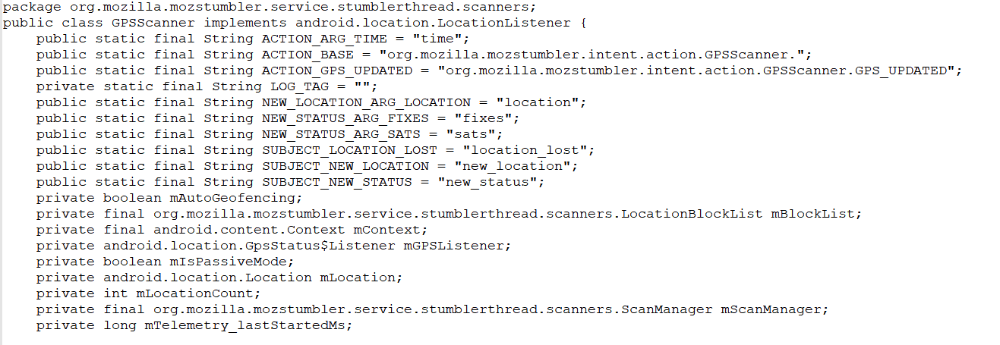 package org.mozilla.mozstumbler.service.stumblerthread.scanners;
public class GPSScanner implements android.location.LocationListener {
    public static final String ACTION_ARG_TIME = "time";
    public static final String ACTION_BASE = "org.mozilla.mozstumbler.intent.action.GPSScanner.";
    public static final String ACTION_GPS_UPDATED = "org.mozilla.mozstumbler.intent.action.GPSScanner.GPS_UPDATED";
    private static final String LOG_TAG = "";
    public static final String NEW_LOCATION_ARG_LOCATION = "location";
    public static final String NEW_STATUS_ARG_FIXES = "fixes";
    public static final String NEW_STATUS_ARG_SATS = "sats";
    public static final String SUBJECT_LOCATION_LOST = "location_lost";
    public static final String SUBJECT_NEW_LOCATION = "new_location";
    public static final String SUBJECT_NEW_STATUS = "new_status";
    private boolean mAutoGeofencing;
    private final org.mozilla.mozstumbler.service.stumblerthread.scanners.LocationBlockList mBlockList;
    private final android.content.Context mContext;
    private android.location.GpsStatus$Listener mGPSListener;
    private boolean mIsPassiveMode;
    private android.location.Location mLocation;
    private int mLocationCount;
    private final org.mozilla.mozstumbler.service.stumblerthread.scanners.ScanManager mScanManager;
    private long mTelemetry_lastStartedMs;